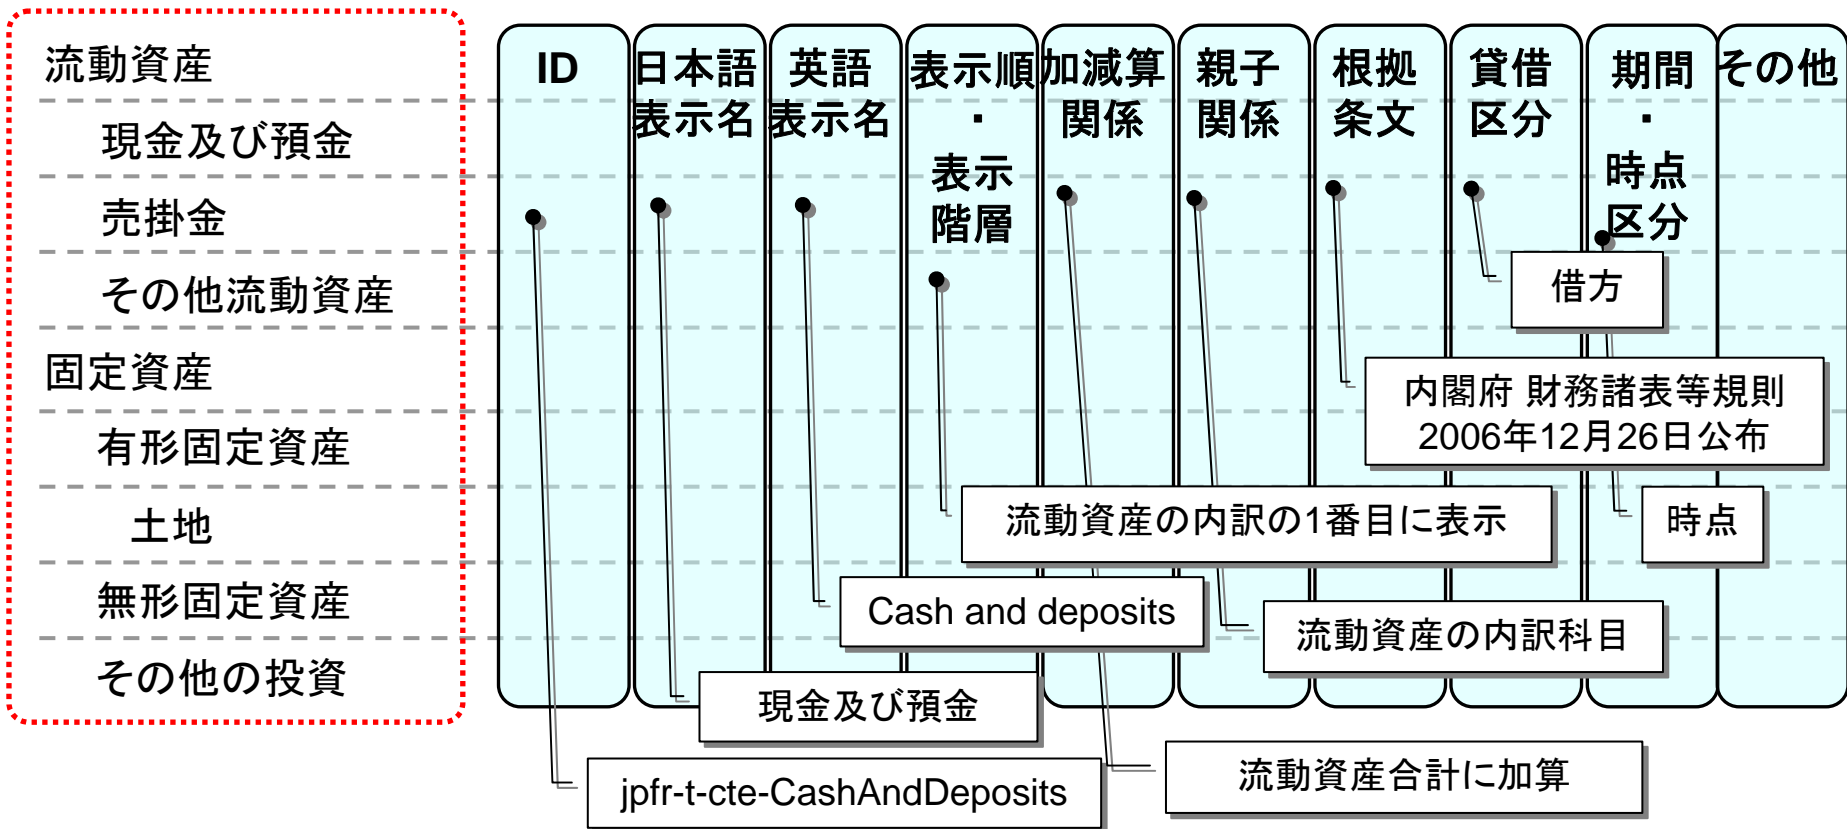 流動資産
現金及び預金
売掛金
その他流動資産
固定資産
有形固定資産
土地
無形固定資産
その他の投資
ID
日本語
表示名
英語
表示名
表示順
・
表示
階層
加減算
関係
親子
関係
根拠
条文
貸借
区分
期間
・
時点
区分
その他
借方
内閣府 財務諸表等規則
2006年12月26日公布
流動資産の内訳の1番目に表示
時点
Cash and deposits
流動資産の内訳科目
現金及び預金
流動資産合計に加算
jpfr-t-cte-CashAndDeposits